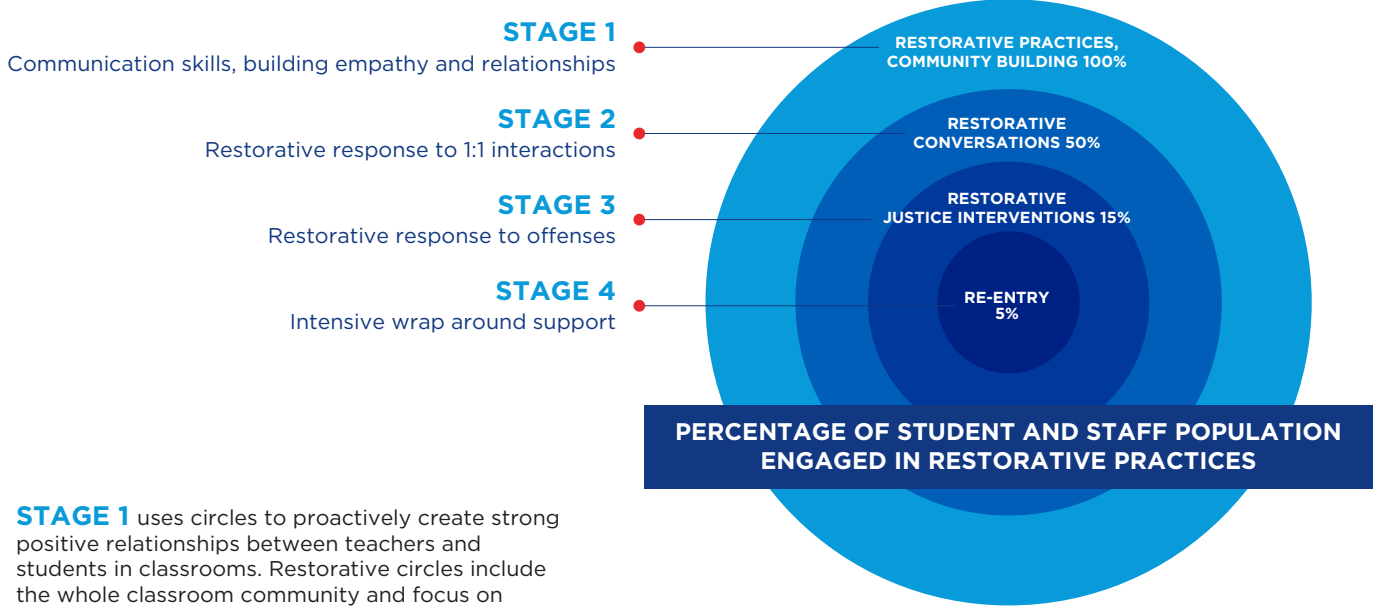 STAGE 1
Communication skills, building empathy and relationships
STAGE 2
Restorative response to 1:1 interactions
STAGE 3
Restorative response to offenses
STAGE 4
Intensive wrap around support
RESTORATIVE PRACTICES,
COMMUNITY BUILDING 100%
RESTORATIVE
CONVERSATIONS 50%
RESTORATIVE
JUSTICE INTERVENTIONS 15%
RE-ENTRY
5%
PERCENTAGE OF STUDENT AND STAFF POPULATION
ENGAGED IN RESTORATIVE PRACTICES
STAGE 1 uses circles to proactively create strong
positive relationships between teachers and
students in classrooms. Restorative circles include
the whole classroom community and focus on